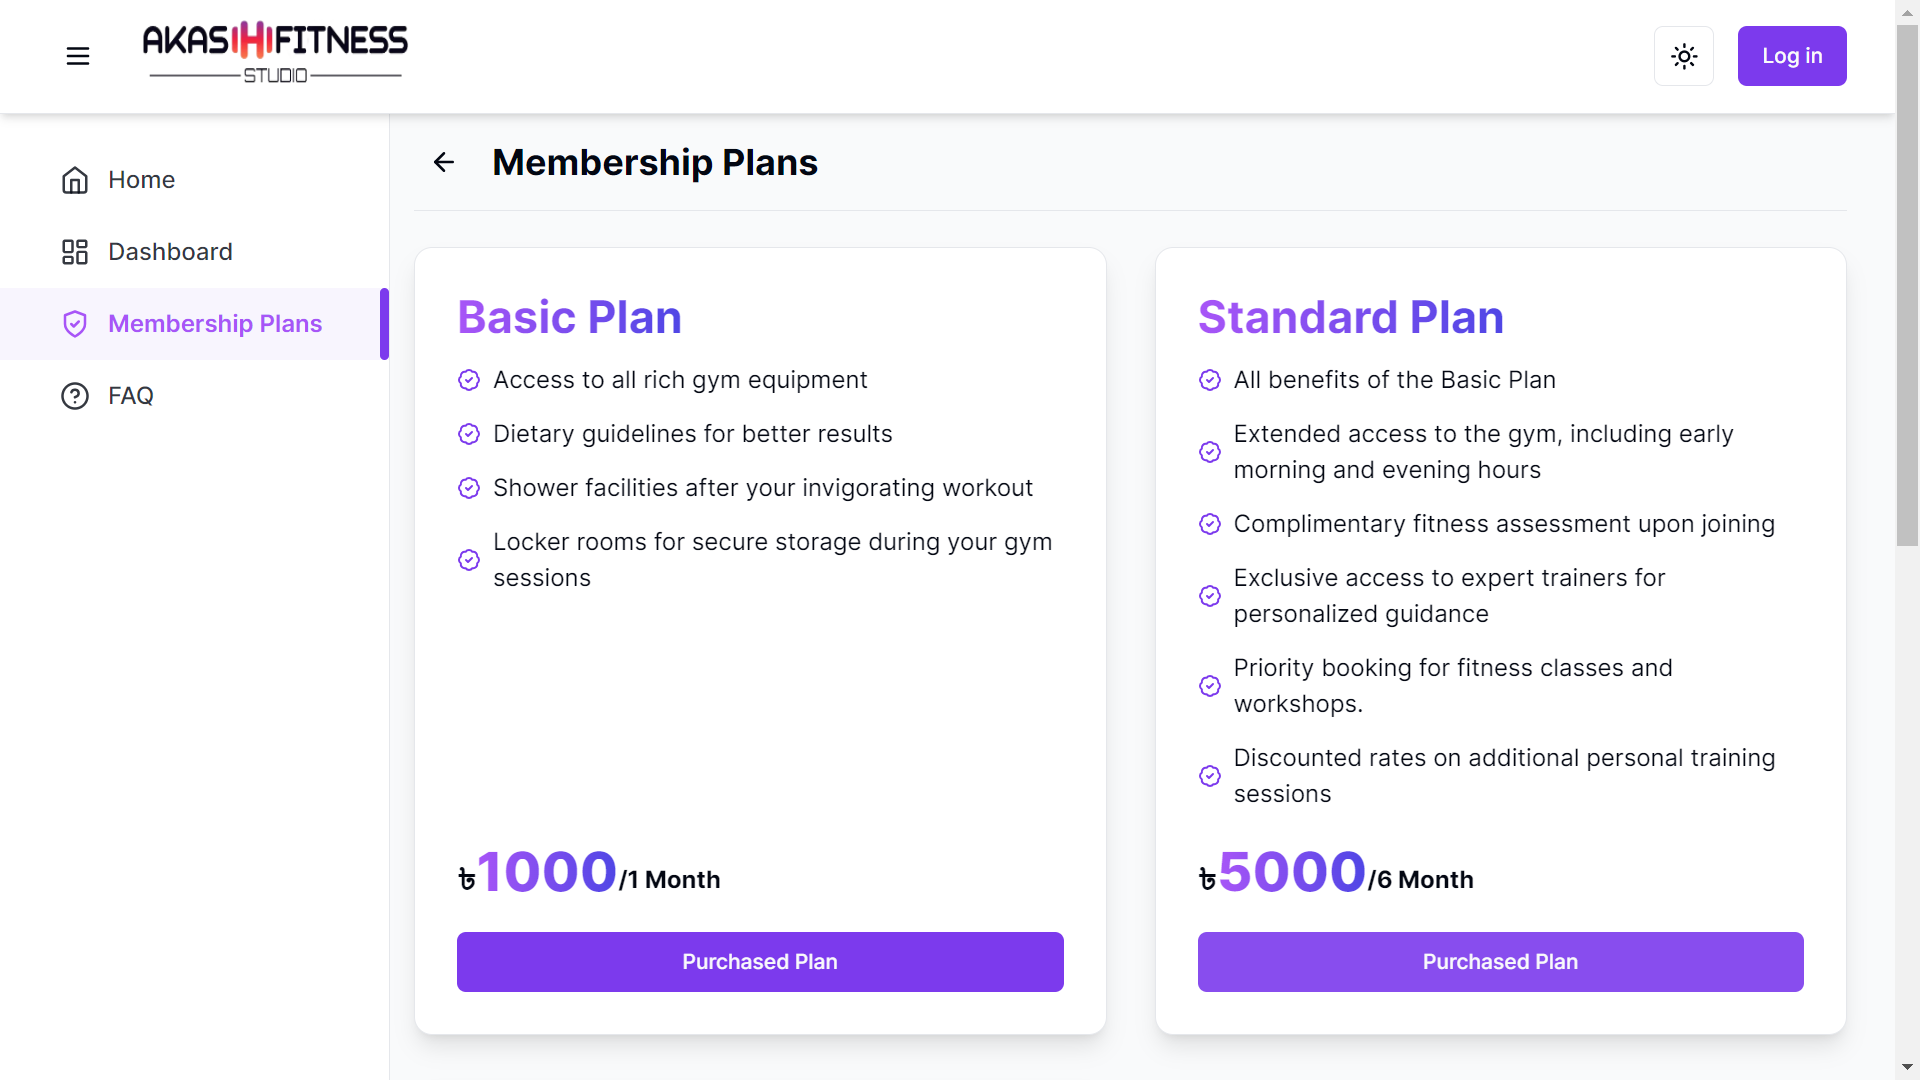 AKASHIFITNESS
STUDIO
Log in
Home
Dashboard
Membership Plans
FAQ
Membership Plans
Basic Plan
Access to all rich gym equipment
Dietary guidelines for better results
Shower facilities after your invigorating workout
Locker rooms for secure storage during your gym
sessions
৳1000/1 Month
Purchased Plan
Standard Plan
All benefits of the Basic Plan
Extended access to the gym, including early
morning and evening hours
Complimentary fitness assessment upon joining
Exclusive access to expert trainers for
personalized guidance
Priority booking for fitness classes and
workshops.
Discounted rates on additional personal training
sessions
৳5000/6 Month
Purchased Plan